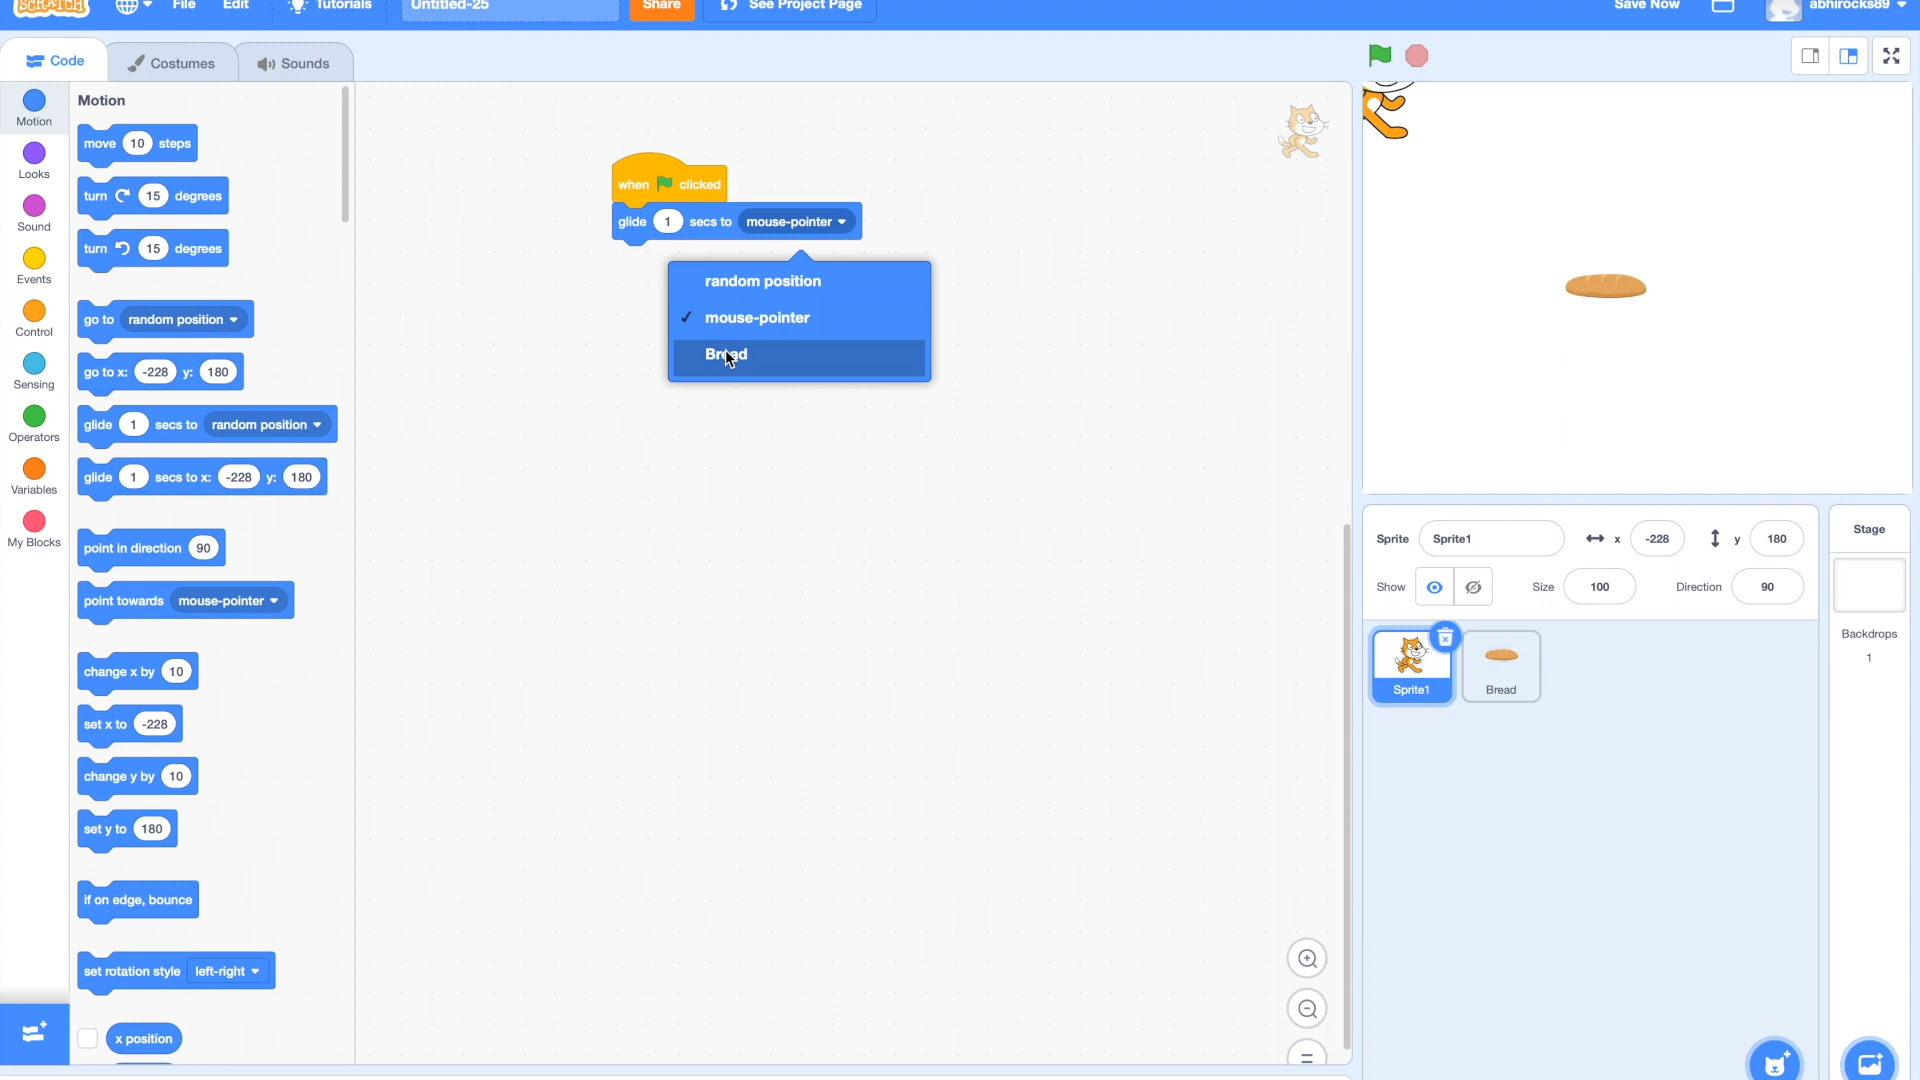 SCRATCH File Edit Tutorials Untitled-25 Share See Project Page Save Now abhirocks89
Code Costumes Sounds
Motion
Looks
Sound
Events
Control
Sensing
Operators
Variables
My Blocks
Motion
move 10 steps
turn 15 degrees
turn 15 degrees
go to random position
go to x: -228 y: 180
glide 1 secs to random position
glide 1 secs to x: -228 y: 180
point in direction 90
point towards mouse-pointer
change x by 10
set x to -228
change y by 10
set y to 180
if on edge, bounce
set rotation style left-right
x position
when clicked
glide 1 secs to mouse-pointer
random position
✓ mouse-pointer
Bread
Sprite Sprite1 x -228 y 180
Show Size 100 Direction 90
Sprite1 Bread
Stage
Backdrops
1